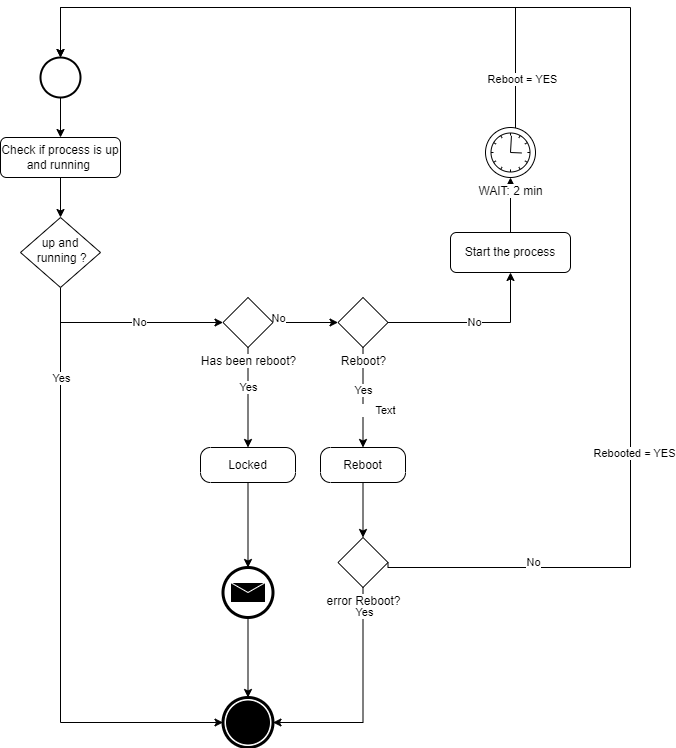 Reboot = YES
Check if process is up
and running
WAIT: 2 min
up and
running ?
Start the process
No
No
No
Has been reboot?
Reboot?
Yes
Yes
Yes
Text
Rebooted = YES
Locked
Reboot
No
error Reboot?
Yes